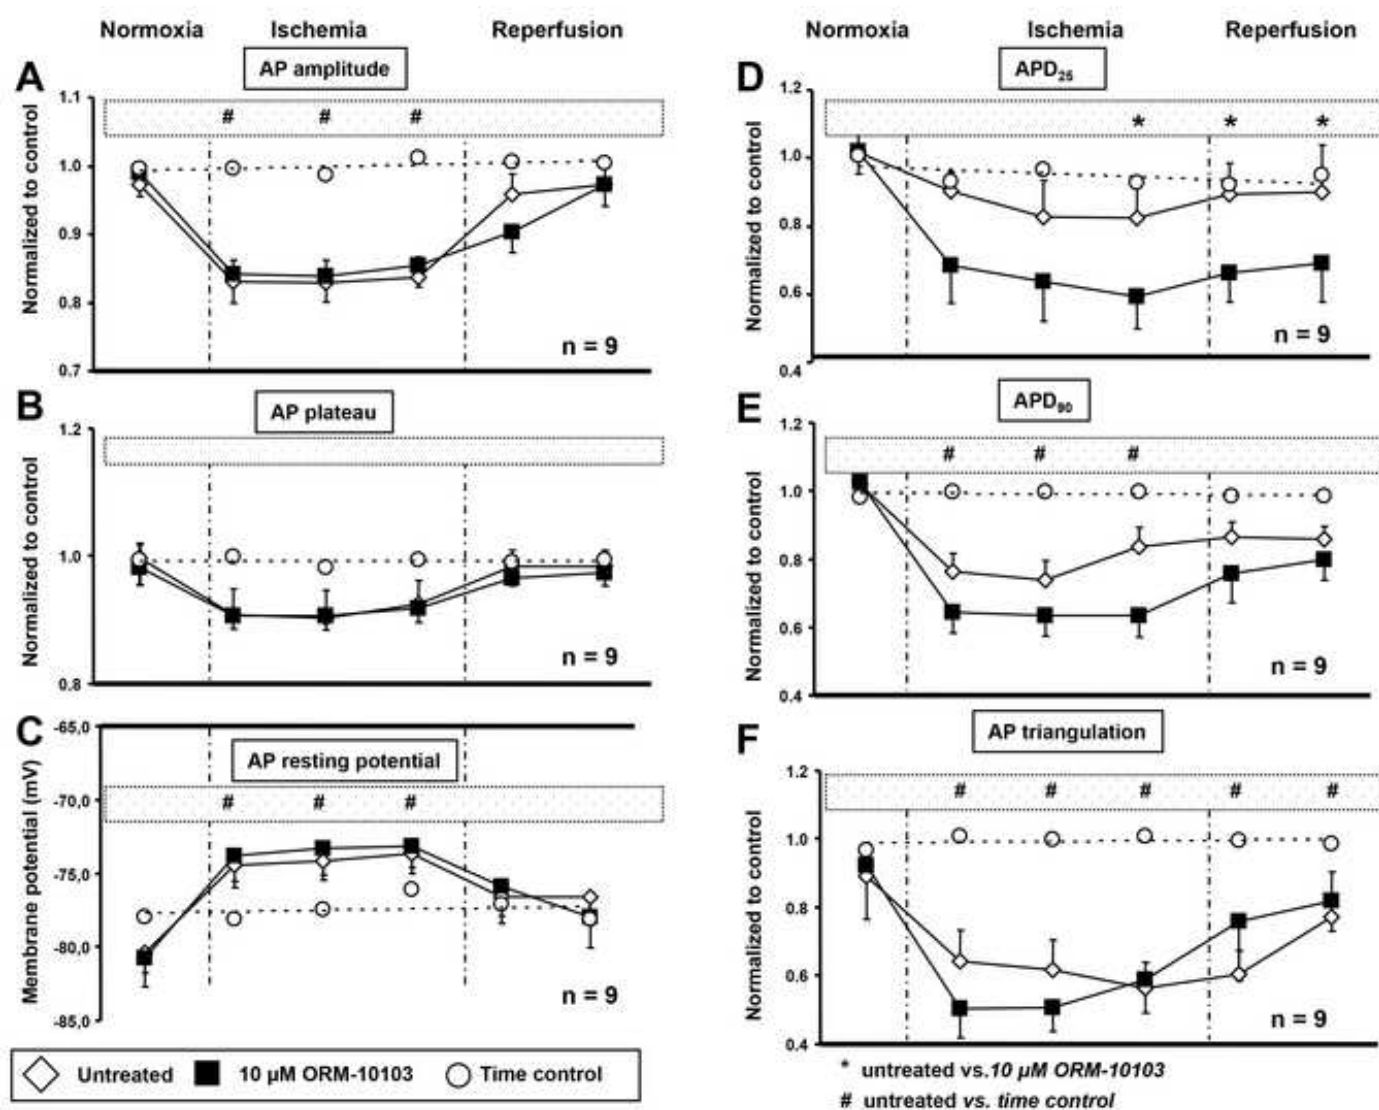 Normoxia Ischemia Reperfusion
A AP amplitude
Normalized to control
1.1
1.0
0.9
0.8
0.7
# # #
n = 9
B AP plateau
Normalized to control
1.2
1.0
0.8
n = 9
C AP resting potential
Membrane potential (mV)
-65,0
-70,0
-75,0
-80,0
-85,0
# # #
n = 9
Normoxia Ischemia Reperfusion
D APD25
Normalized to control
1.2
1.0
0.8
0.6
0.4
* * *
n = 9
E APD90
Normalized to control
1.2
1.0
0.8
0.6
0.4
# # #
n = 9
F AP triangulation
Normalized to control
1.2
1.0
0.8
0.6
0.4
# # # # #
n = 9
Untreated 10 µM ORM-10103 Time control
* untreated vs.10 µM ORM-10103
# untreated vs. time control